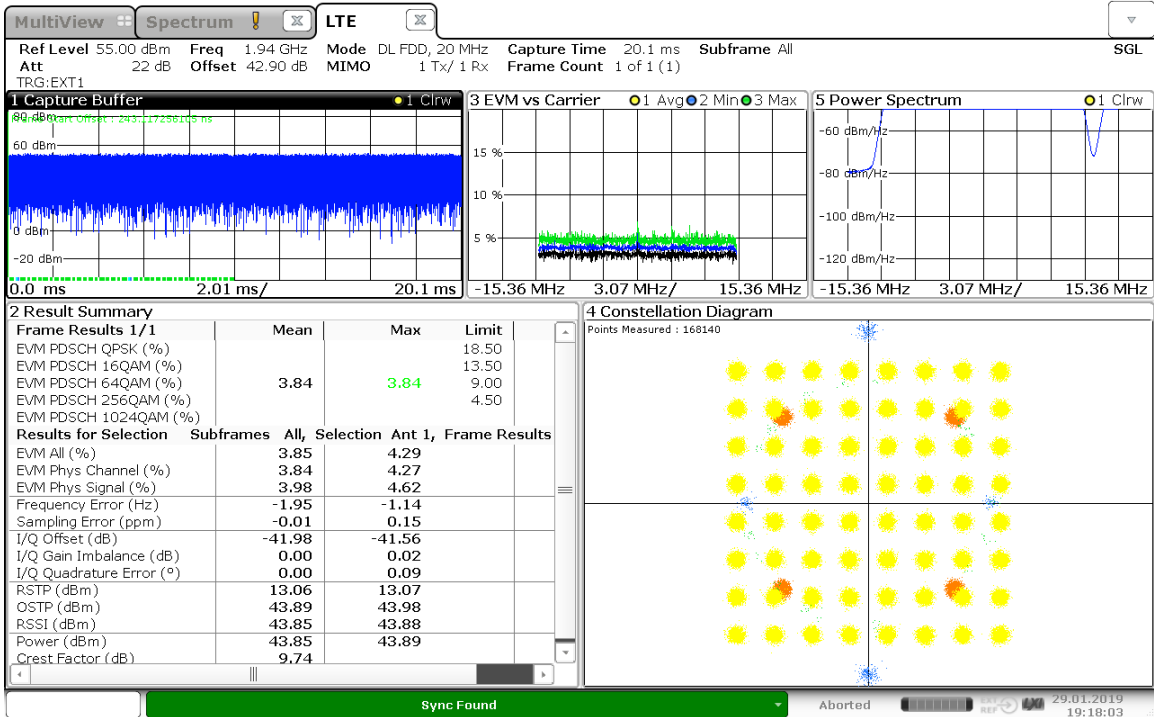 MultiView Spectrum LTE
Ref Level 55.00 dBm Freq 1.94 GHz Mode DL FDD, 20 MHz Capture Time 20.1 ms Subframe All SGL
Att 22 dB Offset 42.90 dB MIMO 1 Tx/ 1 Rx Frame Count 1 of 1 (1)
TRG:EXT1
1 Capture Buffer 1 Clrw
80 dBm
60 dBm
0 dBm
-20 dBm
0.0 ms 2.01 ms/ 20.1 ms
3 EVM vs Carrier 1 Avg 2 Min 3 Max
15 %
10 %
5 %
-15.36 MHz 3.07 MHz/ 15.36 MHz
5 Power Spectrum 1 Clrw
-60 dBm/Hz
-80 dBm/Hz
-100 dBm/Hz
-120 dBm/Hz
-15.36 MHz 3.07 MHz/ 15.36 MHz
2 Result Summary
Frame Results 1/1 Mean Max Limit
EVM PDSCH QPSK (%) 18.50
EVM PDSCH 16QAM (%) 13.50
EVM PDSCH 64QAM (%) 3.84 3.84 9.00
EVM PDSCH 256QAM (%) 4.50
EVM PDSCH 1024QAM (%)
Results for Selection Subframes All, Selection Ant 1, Frame Results
EVM All (%) 3.85 4.29
EVM Phys Channel (%) 3.84 4.27
EVM Phys Signal (%) 3.98 4.62
Frequency Error (Hz) -1.95 -1.14
Sampling Error (ppm) -0.01 0.15
I/Q Offset (dB) -41.98 -41.56
I/Q Gain Imbalance (dB) 0.00 0.02
I/Q Quadrature Error (°) 0.00 0.09
RSTP (dBm) 13.06 13.07
OSTP (dBm) 43.89 43.98
RSSI (dBm) 43.85 43.88
Power (dBm) 43.85 43.89
Crest Factor (dB) 9.74
4 Constellation Diagram
Points Measured : 168140
Sync Found
Aborted
EXT
REF
LXI
29.01.2019
19:18:03